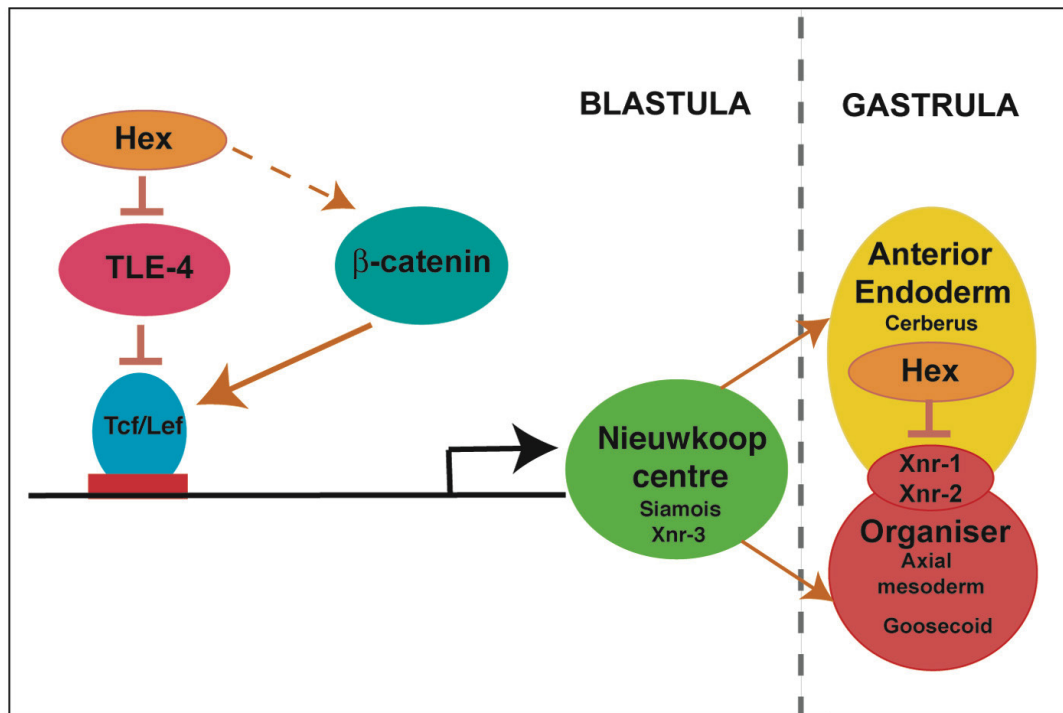 BLASTULA
GASTRULA
Hex
TLE-4
β-catenin
Tcf/Lef
Nieuwkoop
centre
Siamois
Xnr-3
Anterior
Endoderm
Cerberus
Hex
Xnr-1
Xnr-2
Organiser
Axial
mesoderm
Goosecoid